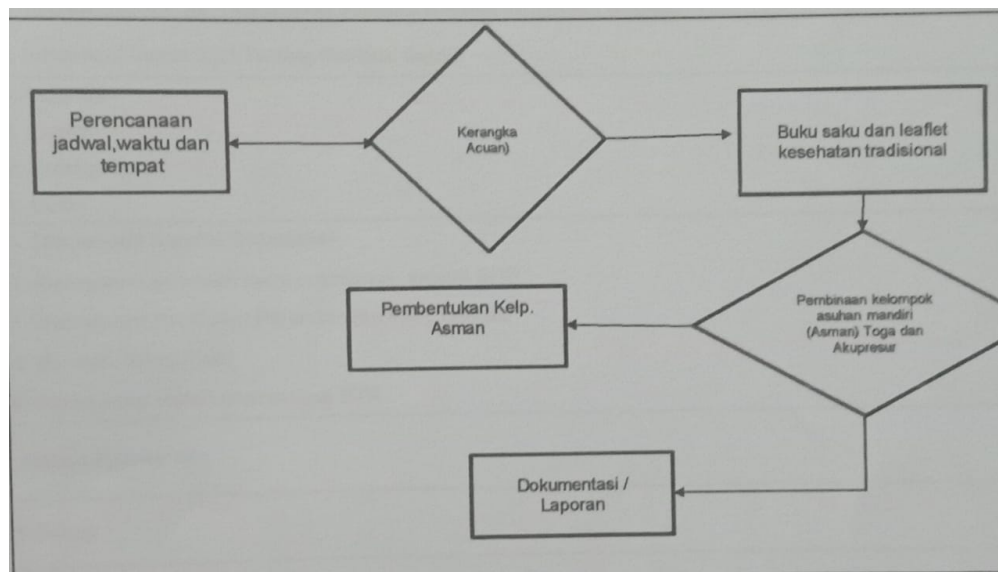 Perencanaan
jadwal,waktu dan
tempat
Kerangka
Acuan)
Buku saku dan leaflet
kesehatan tradisional
Pembinaan kelompok
asuhan mandiri
(Asman) Toga dan
Akupresur
Pembentukan Kelp.
Asman
Dokumentasi /
Laporan